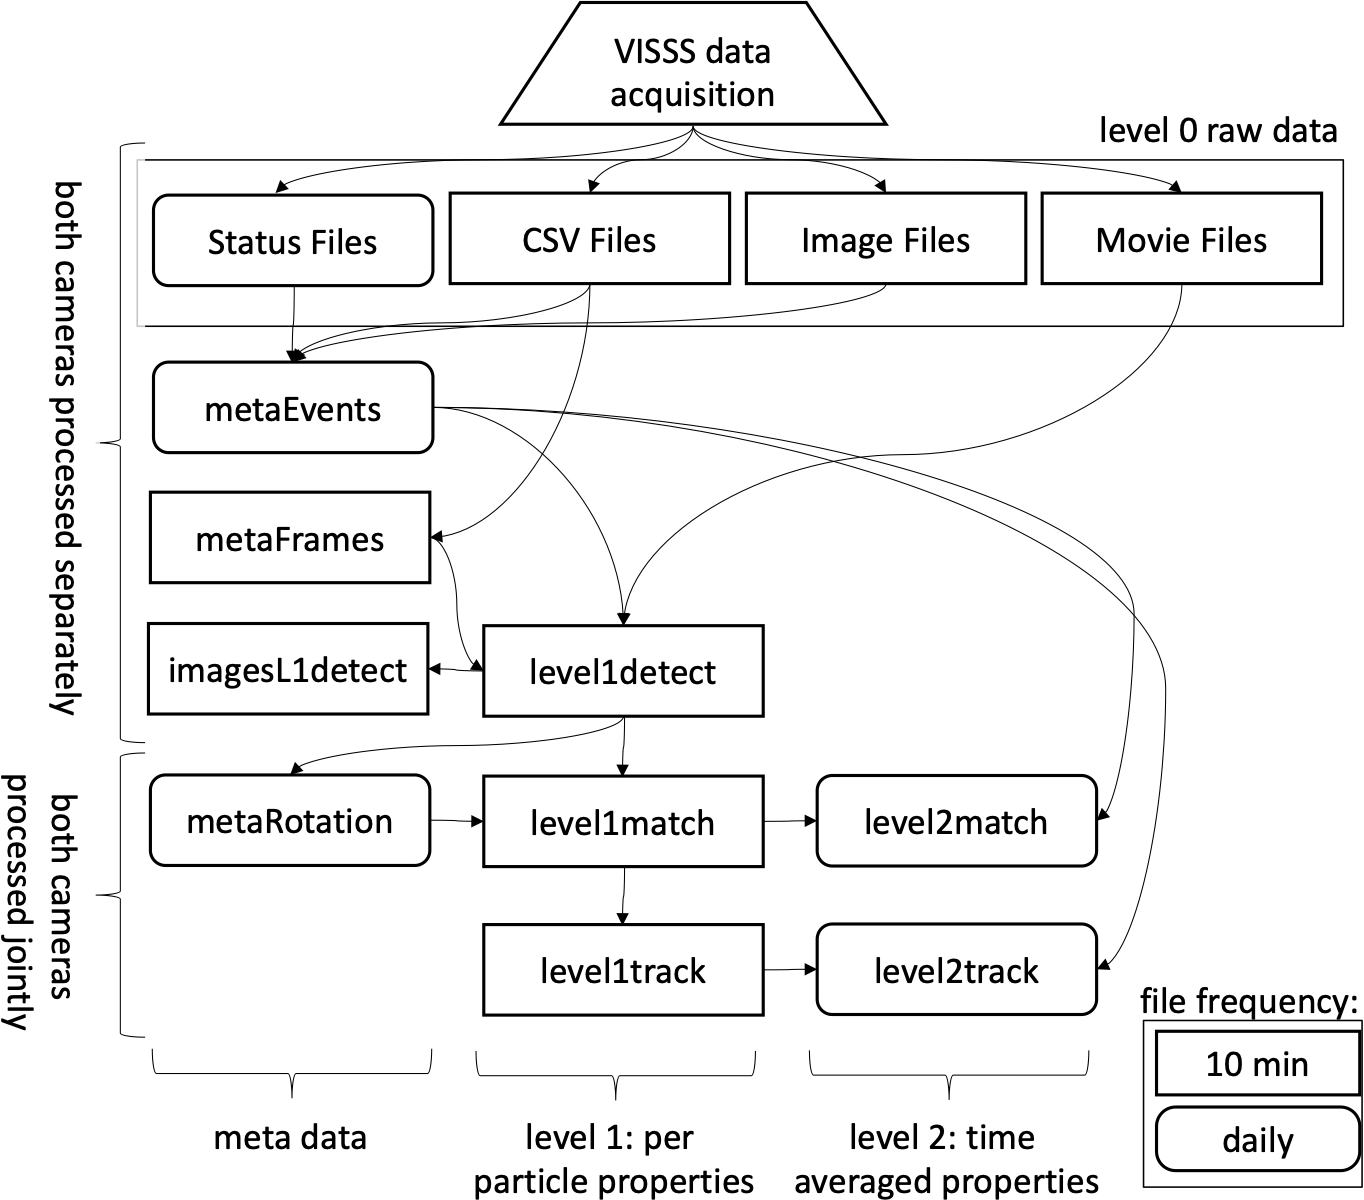 VISSS data
acquisition
level 0 raw data
both cameras processed separately
Status Files
CSV Files
Image Files
Movie Files
metaEvents
metaFrames
imagesL1detect
level1detect
both cameras
processed jointly
metaRotation
level1match
level2match
level1track
level2track
file frequency:
10 min
daily
meta data
level 1: per
particle properties
level 2: time
averaged properties